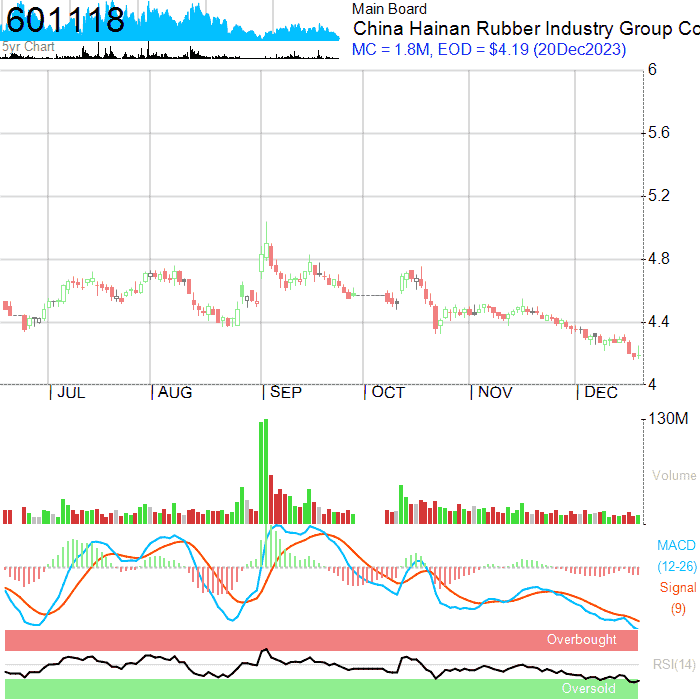 601118
5yr Chart
Main Board
China Hainan Rubber Industry Group Co
MC = 1.8M, EOD = $4.19 (20Dec2023)
6
5.6
5.2
4.8
4.4
4
JUL AUG SEP OCT NOV DEC
130M
Volume
MACD
(12-26)
Signal
(9)
Overbought
RSI(14)
Oversold